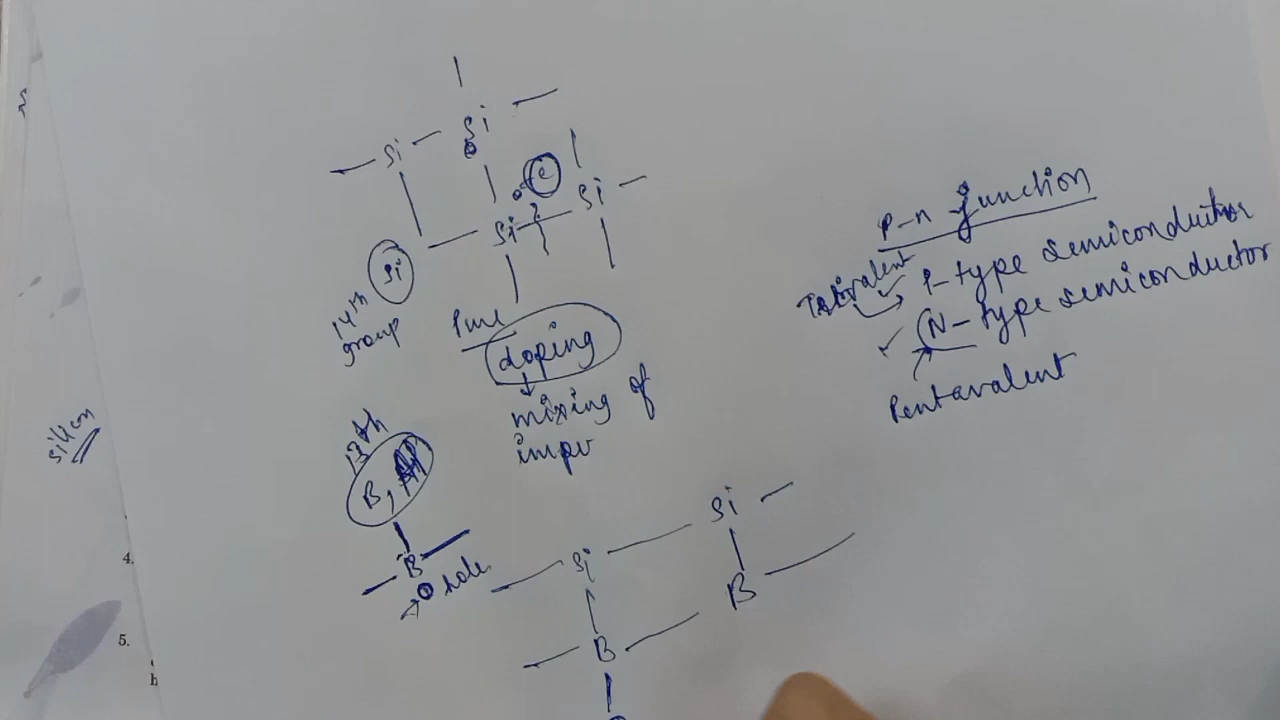 Si
Si
e
Si
Si
Si
14th
group
Pure
doping
mixing of
impu
silicon
13th
B, Al
B
hole
Si
Si
B
B
P-n junction
Trivalent
P-type semiconductor
N-type semiconductor
Pentavalent
4.
5.
h